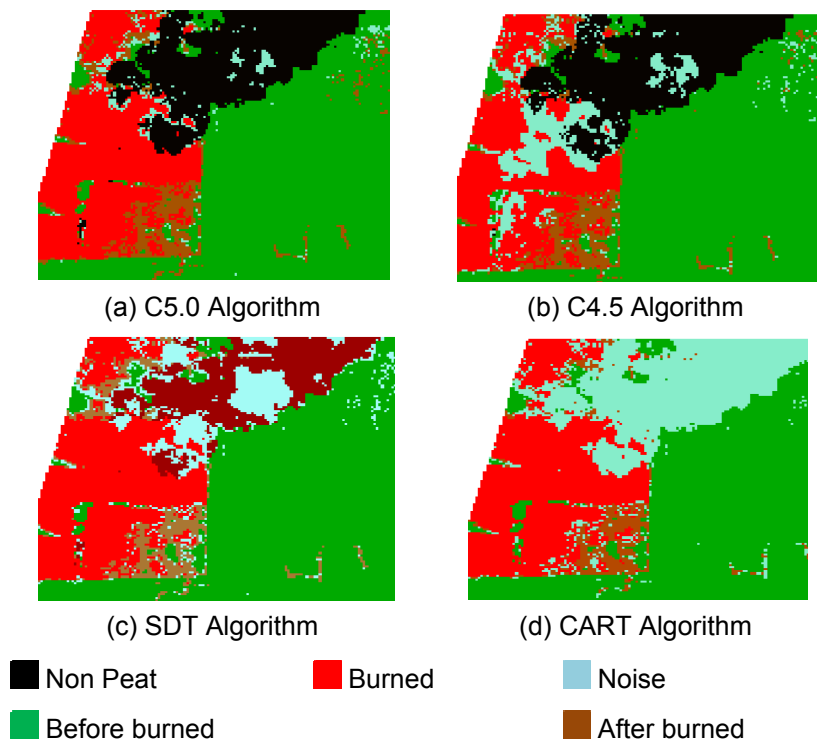 (a) C5.0 Algorithm
(b) C4.5 Algorithm
(c) SDT Algorithm
(d) CART Algorithm
Non Peat
Burned
Noise
Before burned
After burned